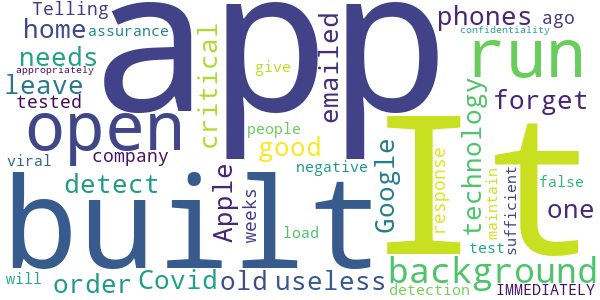 Telling
home
assurance
needs
leave
appropriately
tested
open
company
viral
detect
built
will
order
Covid
old
useless
app
critical
give
emailed
people
good
negative
Apple
weeks
load
It
phones
ago
confidentiality
run
forget
technology
one
Google
response
maintain
sufficient
false
test
background
detection
IMMEDIATELY